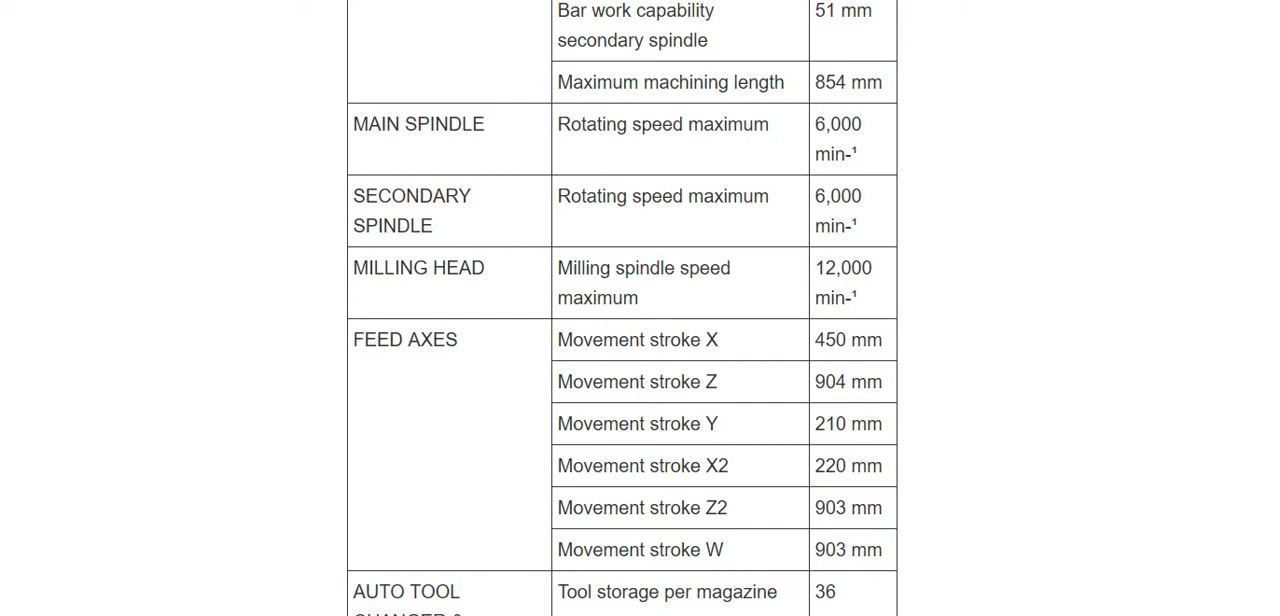 Bar work capability 51 mm
secondary spindle
Maximum machining length 854 mm
MAIN SPINDLE Rotating speed maximum 6,000
min-¹
SECONDARY Rotating speed maximum 6,000
SPINDLE min-¹
MILLING HEAD Milling spindle speed 12,000
maximum min-¹
FEED AXES Movement stroke X 450 mm
Movement stroke Z 904 mm
Movement stroke Y 210 mm
Movement stroke X2 220 mm
Movement stroke Z2 903 mm
Movement stroke W 903 mm
AUTO TOOL Tool storage per magazine 36